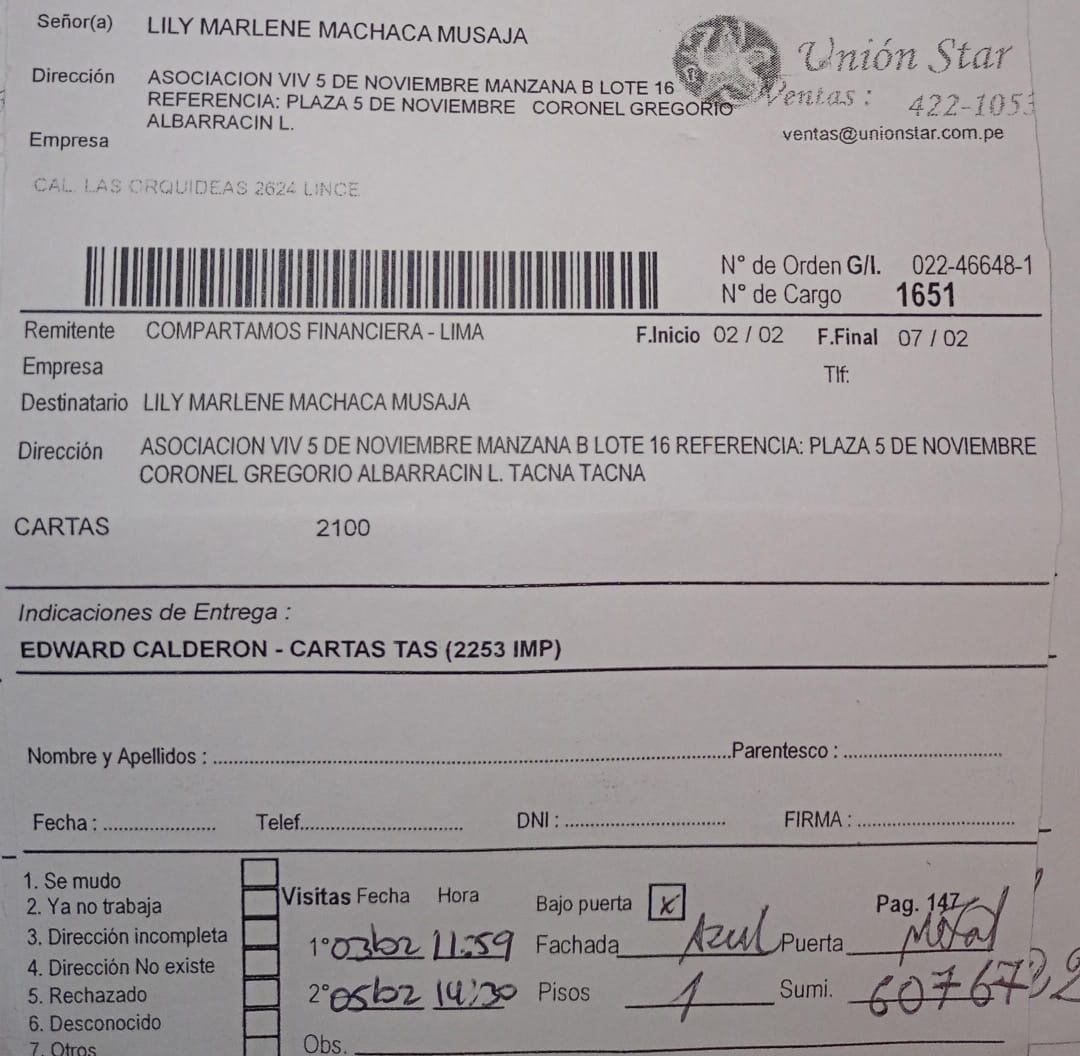 Señor(a) LILY MARLENE MACHACA MUSAJA
Unión Star
Dirección ASOCIACION VIV 5 DE NOVIEMBRE MANZANA B LOTE 16
REFERENCIA: PLAZA 5 DE NOVIEMBRE CORONEL GREGORIO
ALBARRACIN L.
Ventas : 422-1053
ventas@unionstar.com.pe
Empresa
CAL. LAS ORQUIDEAS 2624 LINCE
N° de Orden G/I. 022-46648-1
N° de Cargo 1651
Remitente COMPARTAMOS FINANCIERA - LIMA F.Inicio 02 / 02 F.Final 07 / 02
Empresa Tlf:
Destinatario LILY MARLENE MACHACA MUSAJA
Dirección ASOCIACION VIV 5 DE NOVIEMBRE MANZANA B LOTE 16 REFERENCIA: PLAZA 5 DE NOVIEMBRE
CORONEL GREGORIO ALBARRACIN L. TACNA TACNA
CARTAS 2100
Indicaciones de Entrega :
EDWARD CALDERON - CARTAS TAS (2253 IMP)
Nombre y Apellidos : Parentesco :
Fecha : Telef. DNI : FIRMA :
1. Se mudo
2. Ya no trabaja
3. Dirección incompleta
4. Dirección No existe
5. Rechazado
6. Desconocido
7. Otros
Visitas Fecha Hora Bajo puerta X Pag. 147
1° 03/02 11:59 Fachada Azul Puerta Metal
2° 05/02 14:30 Pisos 1 Sumi.
Obs.